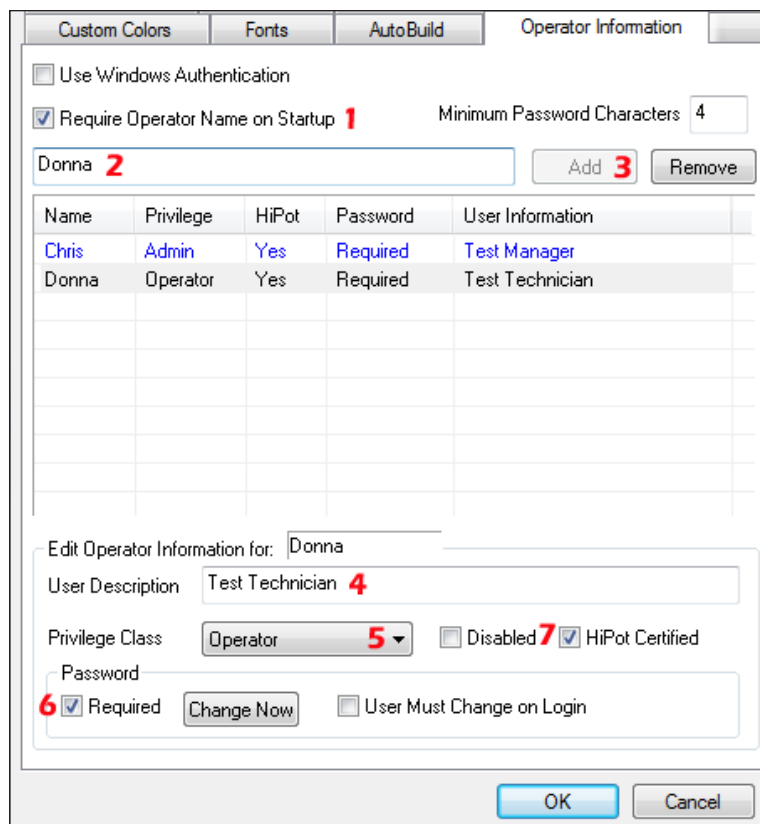 Custom Colors Fonts AutoBuild Operator Information
Use Windows Authentication
Require Operator Name on Startup 1 Minimum Password Characters 4
Donna 2 Add 3 Remove
Name Privilege HiPot Password User Information
Chris Admin Yes Required Test Manager
Donna Operator Yes Required Test Technician
Edit Operator Information for: Donna
User Description Test Technician 4
Privilege Class Operator 5 Disabled 7 HiPot Certified
Password
6 Required Change Now User Must Change on Login
OK Cancel